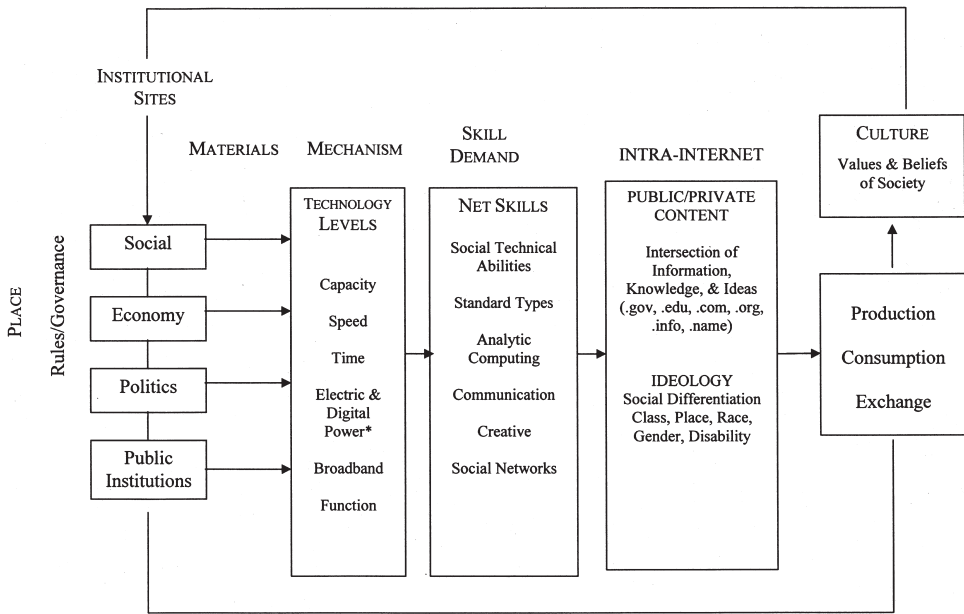 INSTITUTIONAL
SITES
MATERIALS
MECHANISM
SKILL
DEMAND
INTRA-INTERNET
PLACE
Rules/Governance
Social
Economy
Politics
Public
Institutions
TECHNOLOGY
LEVELS
Capacity
Speed
Time
Electric &
Digital
Power*
Broadband
Function
NET SKILLS
Social Technical
Abilities
Standard Types
Analytic
Computing
Communication
Creative
Social Networks
PUBLIC/PRIVATE
CONTENT
Intersection of
Information,
Knowledge, & Ideas
(.gov, .edu, .com, .org,
.info, .name)
IDEOLOGY
Social Differentiation
Class, Place, Race,
Gender, Disability
CULTURE
Values & Beliefs
of Society
Production
Consumption
Exchange